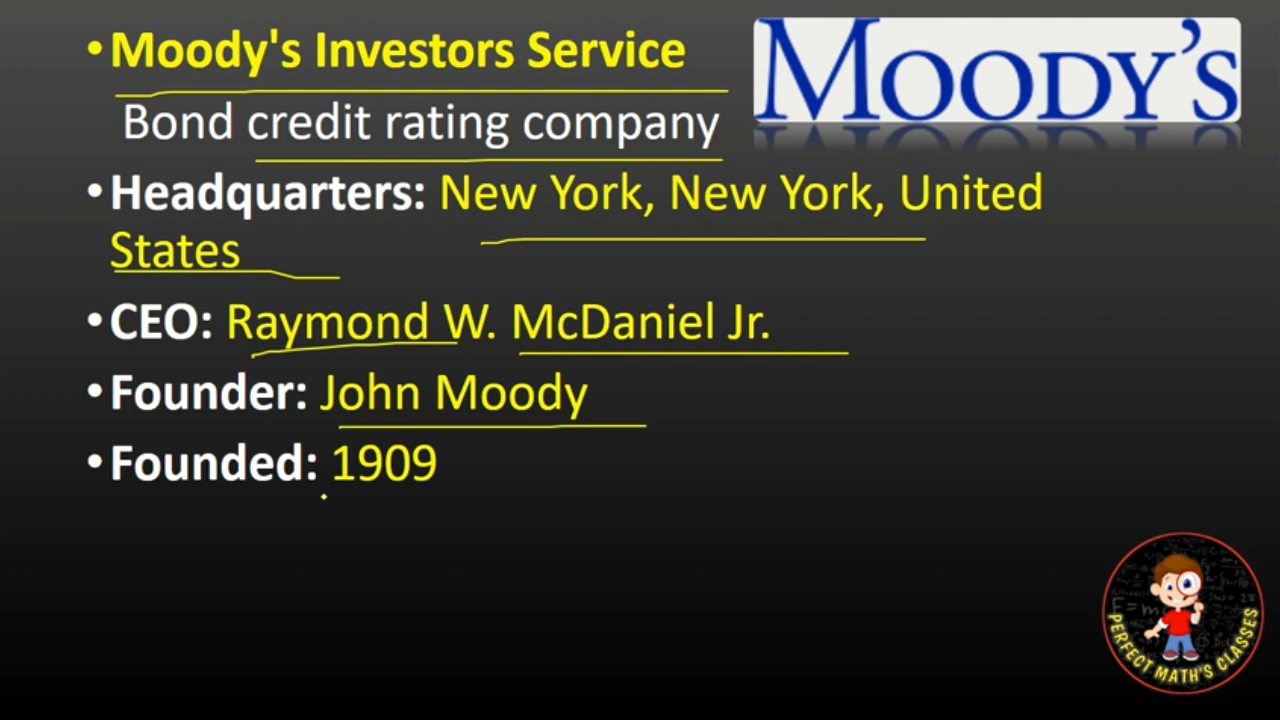 • Moody's Investors Service
MOODY'S
Bond credit rating company
• Headquarters: New York, New York, United
States
• CEO: Raymond W. McDaniel Jr.
• Founder: John Moody
• Founded: 1909
PERFECT MATH'S CLASSES